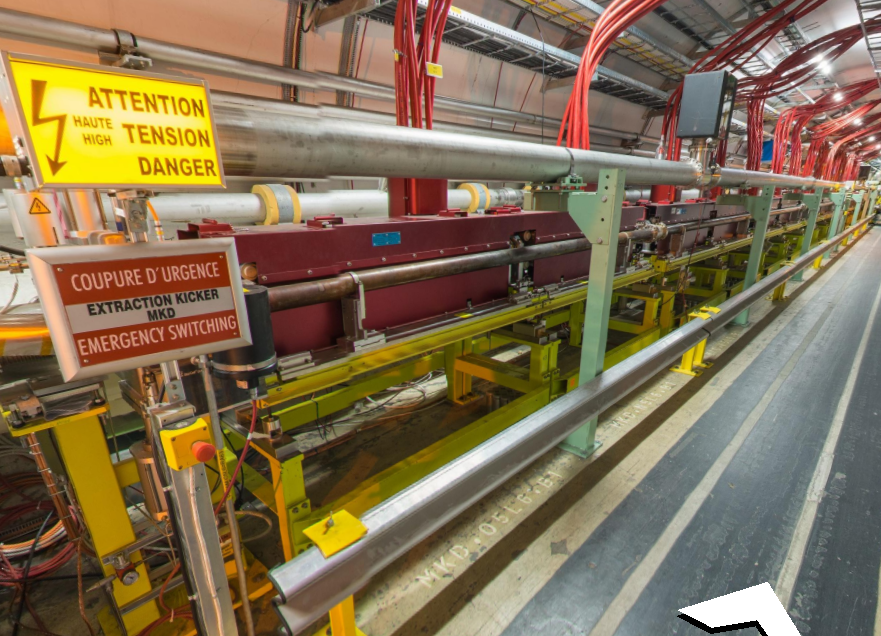 ATTENTION
HAUTE TENSION
HIGH
DANGER
COUPURE D'URGENCE
EXTRACTION KICKER
MKD
EMERGENCY SWITCHING